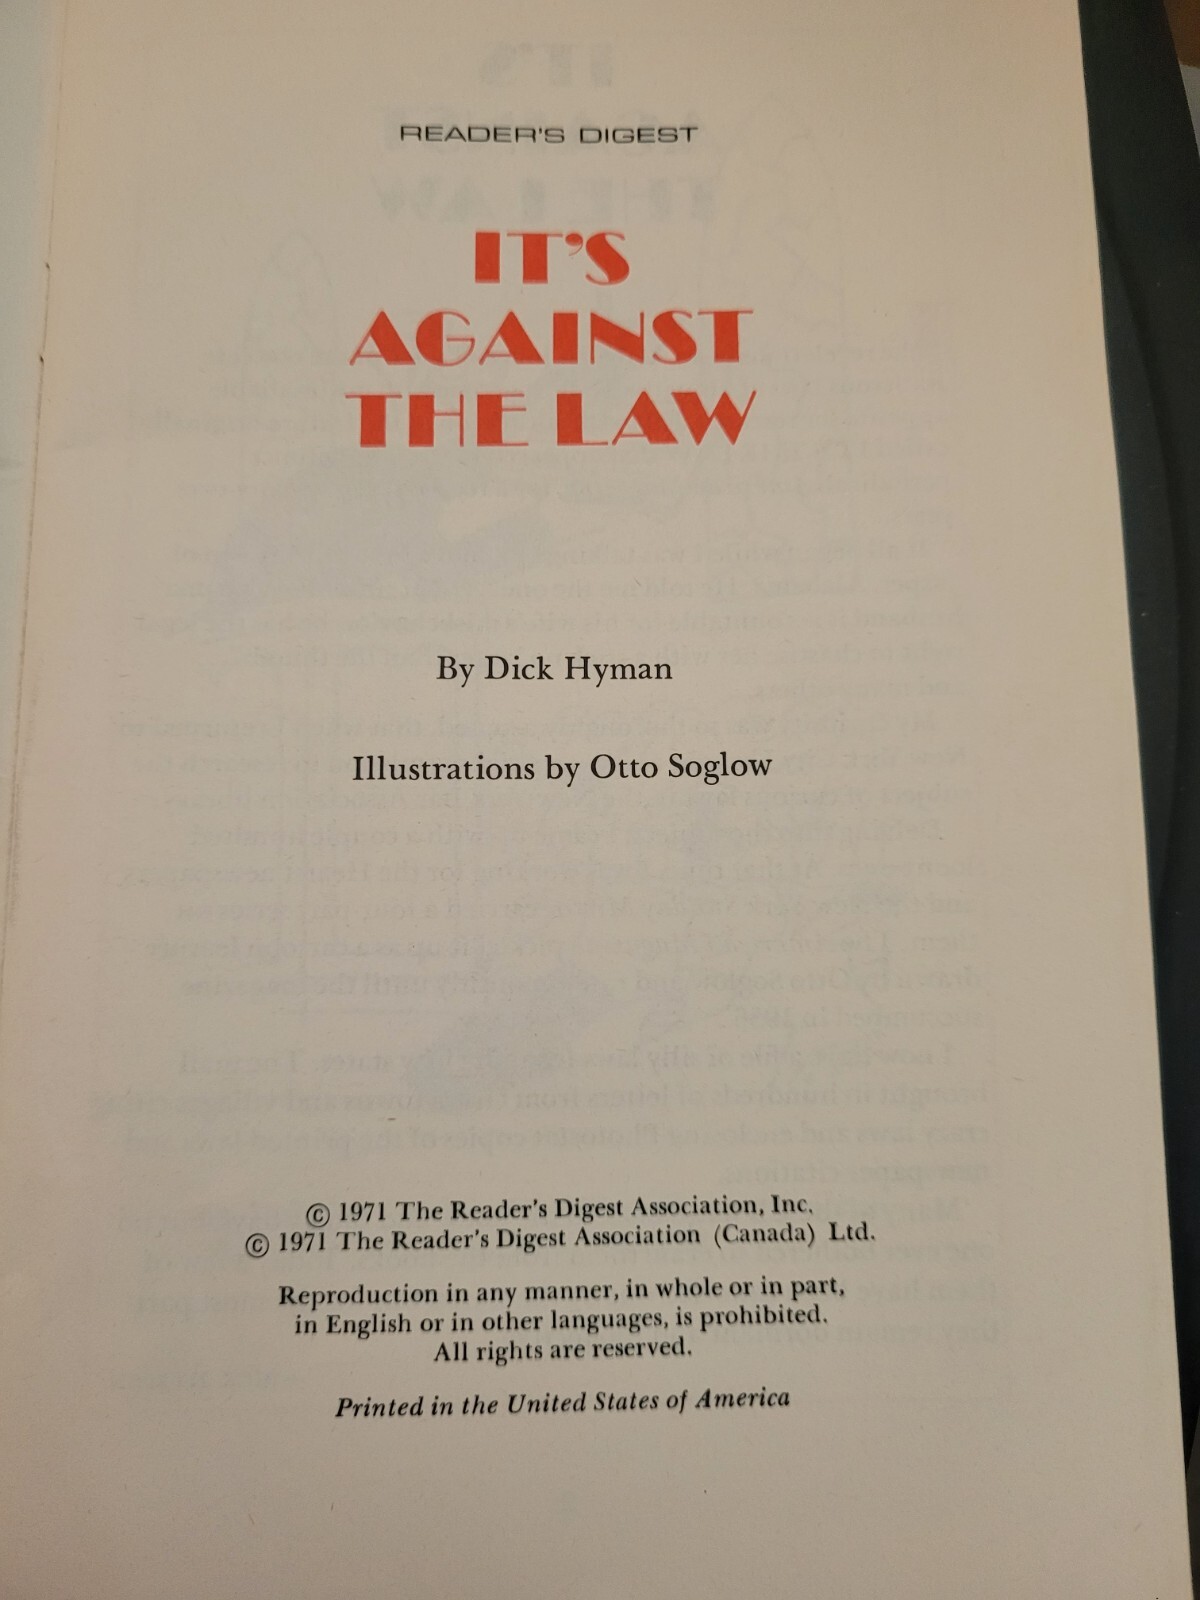 READER'S DIGEST
IT'S
AGAINST
THE LAW
By Dick Hyman
Illustrations by Otto Soglow
© 1971 The Reader's Digest Association, Inc.
© 1971 The Reader's Digest Association (Canada) Ltd.
Reproduction in any manner, in whole or in part,
in English or in other languages, is prohibited.
All rights are reserved.
Printed in the United States of America